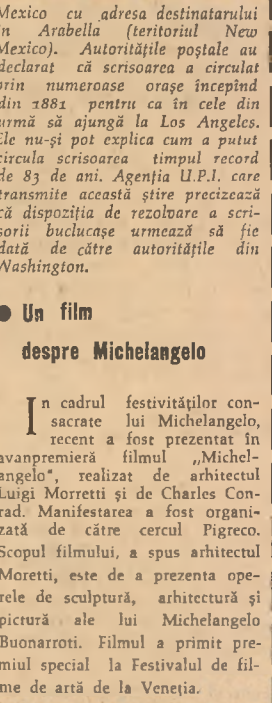 Mexico cu adresa destinatarului
în Arabella (teritoriul New
Mexico). Autoritățile poștale au
declarat că scrisoarea a circulat
prin numeroase orașe începînd
din 1881 pentru ca în cele din
urmă să ajungă la Los Angeles.
Ele nu-și pot explica cum a putut
circula scrisoarea timpul record
de 83 de ani. Agenția U.P.I. care
transmite această știre precizează
că dispoziția de rezolvare a scri-
sorii buclucașe urmează să fie
dată de către autoritățile din
Washington.
● Un film
despre Michelangelo
In cadrul festivităților con-
sacrate lui Michelangelo,
recent a fost prezentat în
avanpremieră filmul „Michel-
angelo", realizat de arhitectul
Luigi Morretti și de Charles Con-
rad. Manifestarea a fost organi-
zată de către cercul Pigreco.
Scopul filmului, a spus arhitectul
Moretti, este de a prezenta ope-
rele de sculptură, arhitectură și
pictură ale lui Michelangelo
Buonarroti. Filmul a primit pre-
miul special la Festivalul de fil-
me de artă de la Veneția.